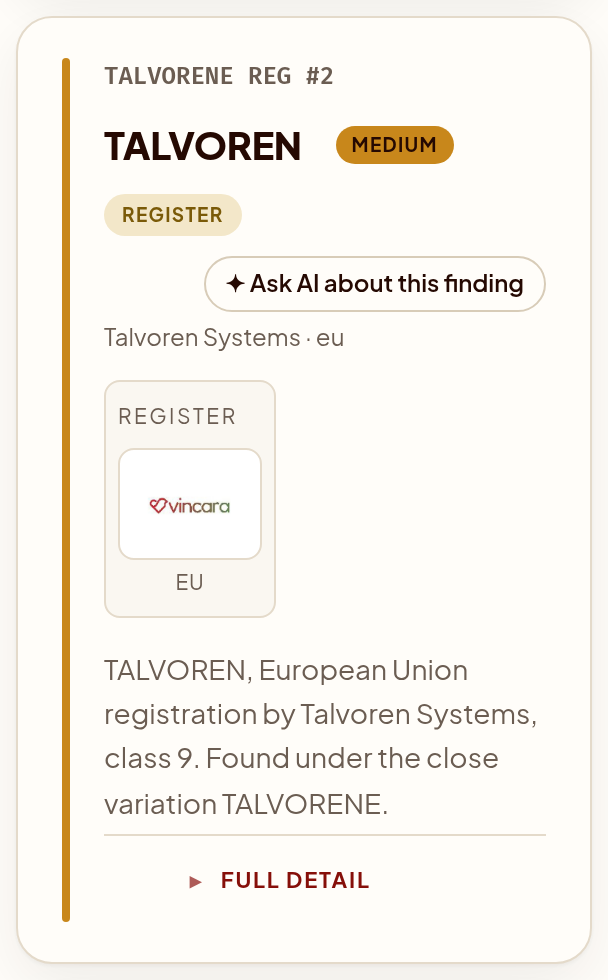 TALVORENE REG #2
TALVOREN MEDIUM
REGISTER
✦ Ask AI about this finding
Talvoren Systems · eu
REGISTER
vincara
EU
TALVOREN, European Union
registration by Talvoren Systems,
class 9. Found under the close
variation TALVORENE.
► FULL DETAIL